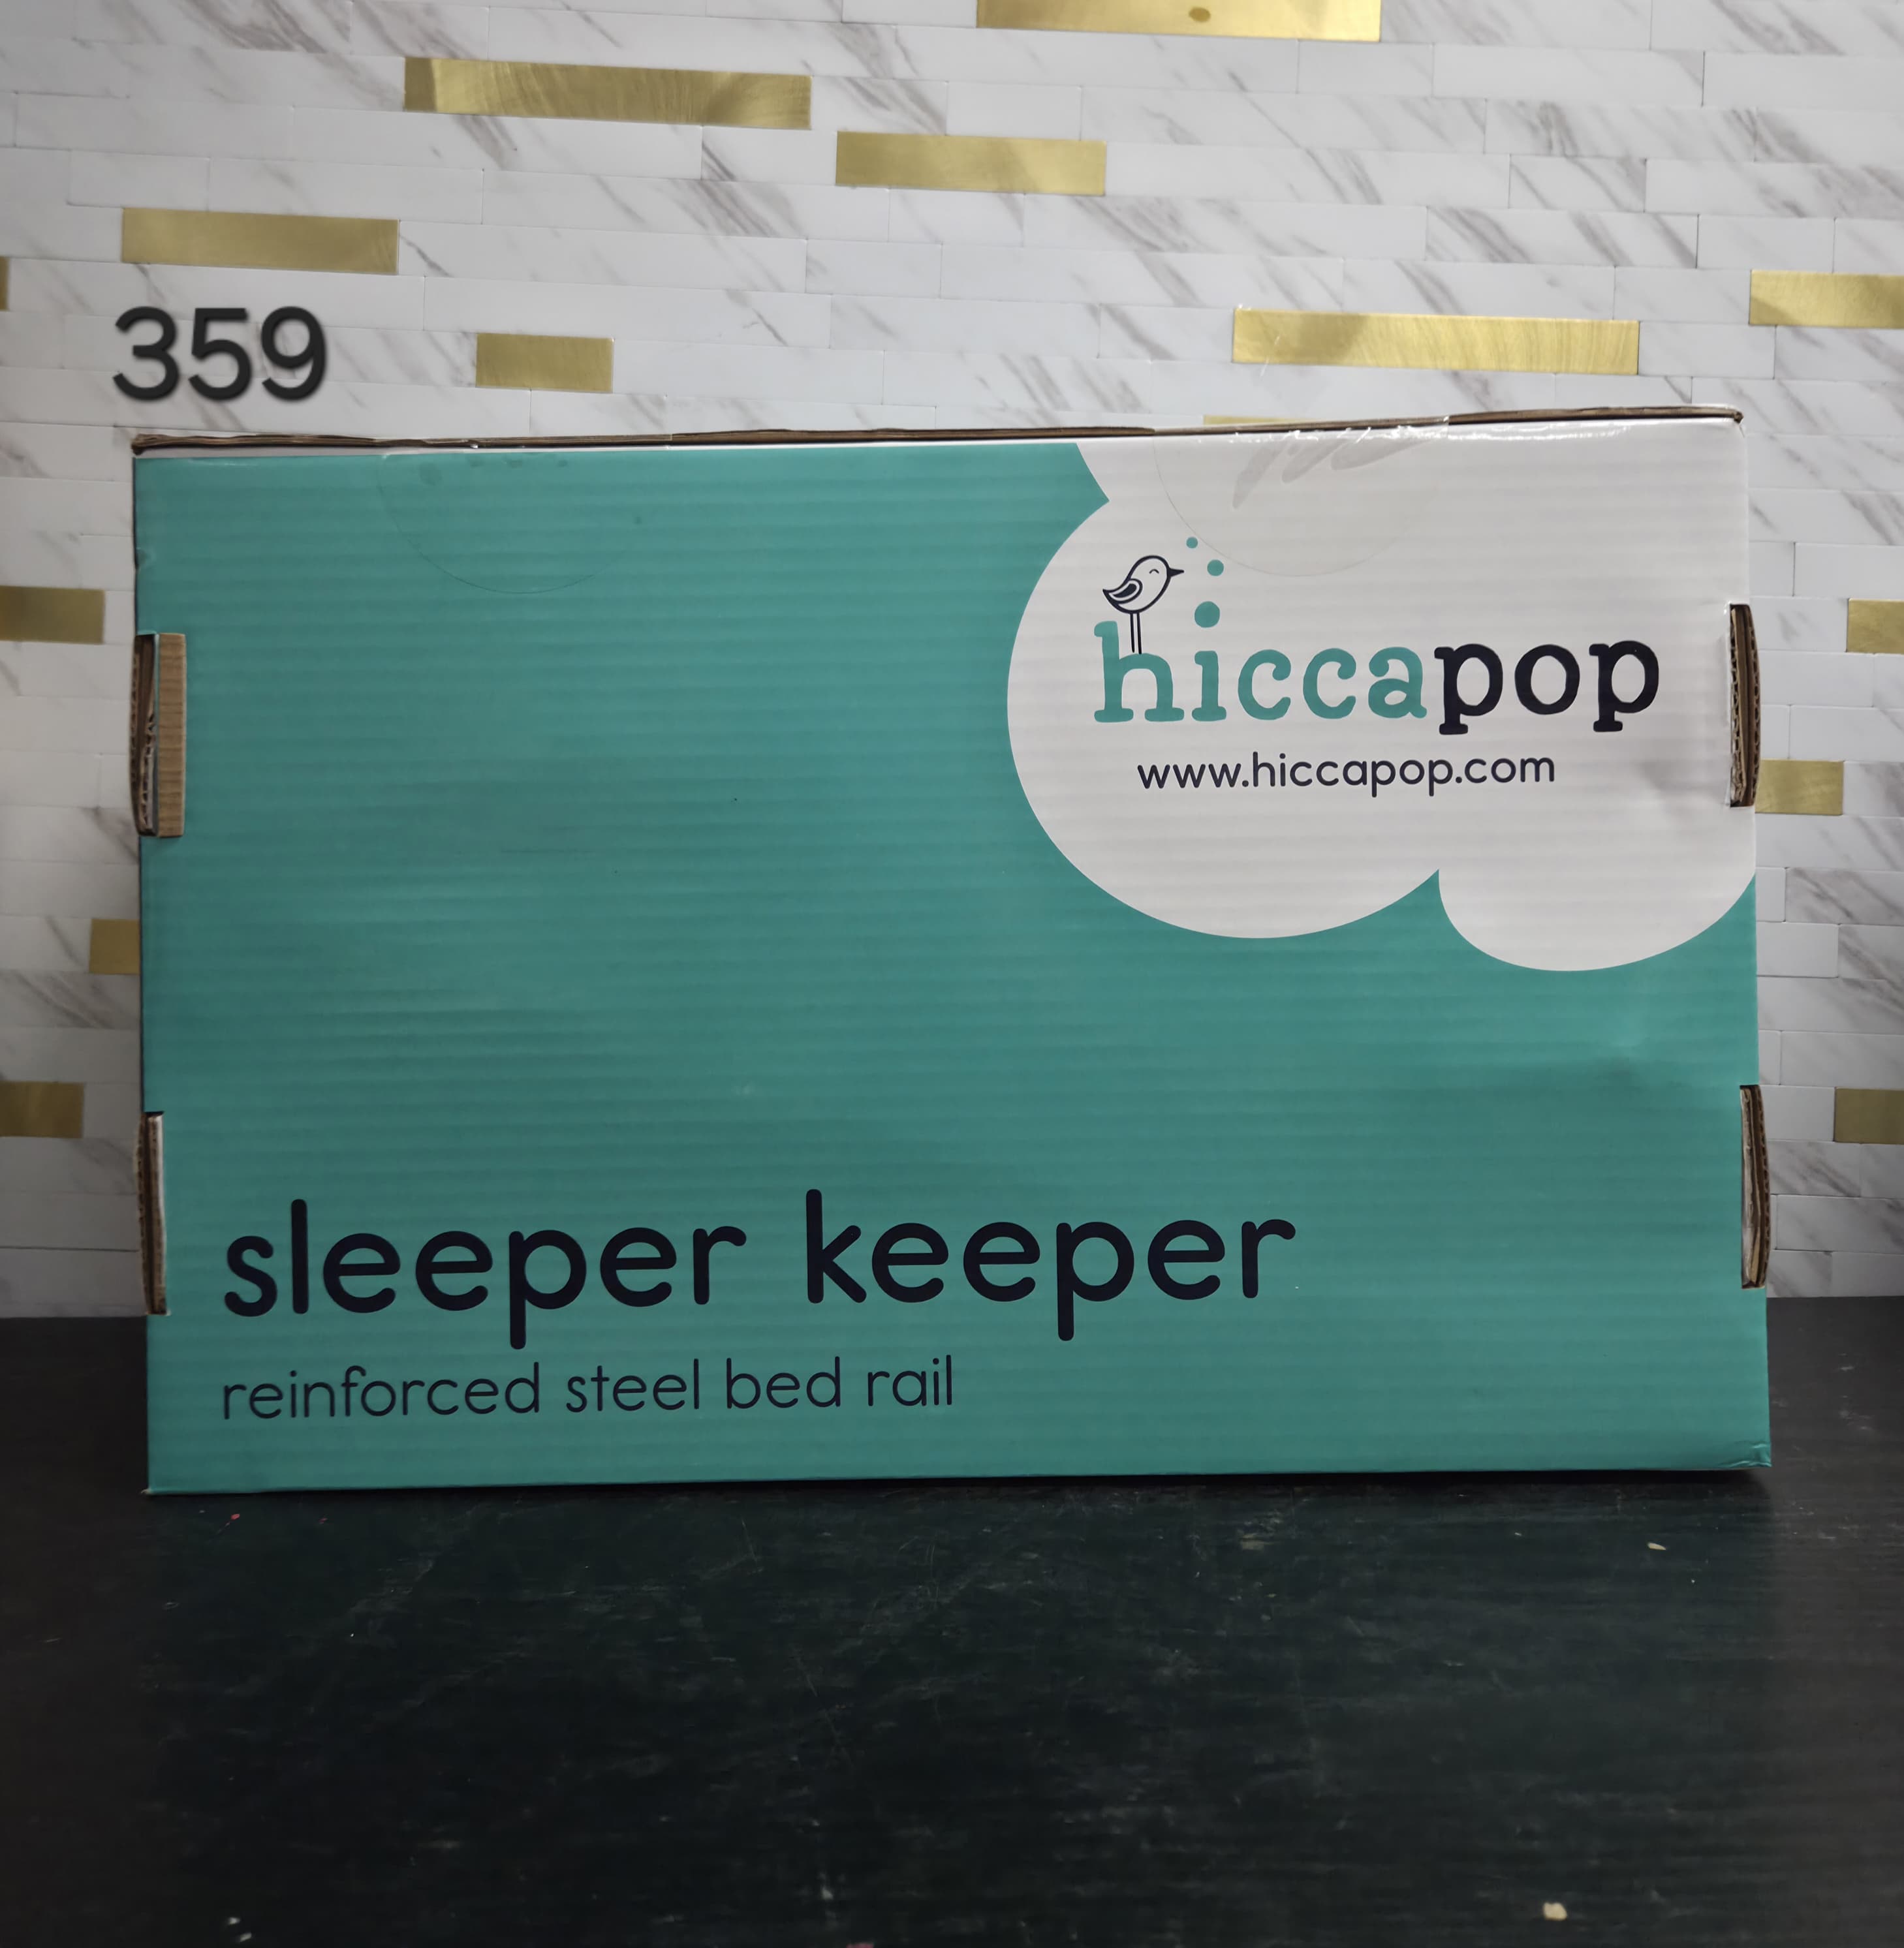 359
hiccapop
www.hiccapop.com
sleeper keeper
reinforced steel bed rail